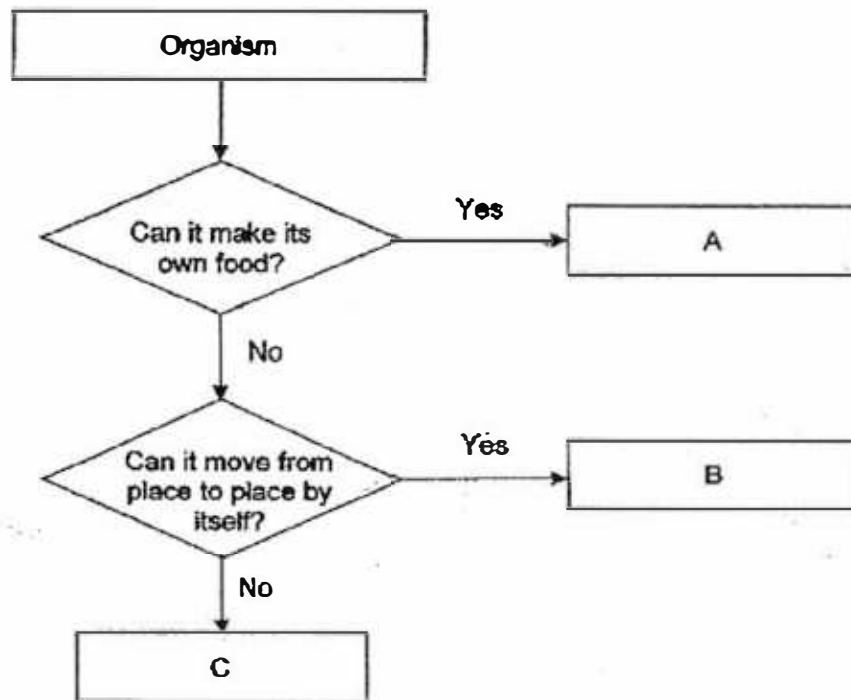 Organism
Can it make its
own food?
Yes
A
No
Can it move from
place to place by
itself?
Yes
B
No
C